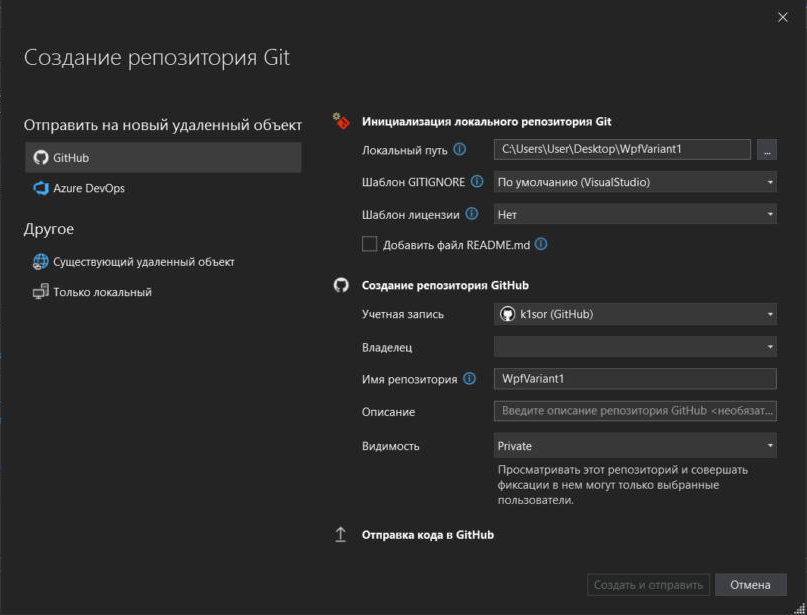 Создание репозитория Git
Отправить на новый удаленный объект
GitHub
Azure DevOps
Другое
Существующий удаленный объект
Только локальный
Инициализация локального репозитория Git
Локальный путь
C:\Users\User\Desktop\WpfVariant1
...
Шаблон GITIGNORE
По умолчанию (VisualStudio)
Шаблон лицензии
Нет
Добавить файл README.md
Создание репозитория GitHub
Учетная запись
k1sor (GitHub)
Владелец
Имя репозитория
WpfVariant1
Описание
Введите описание репозитория GitHub <необязат...
Видимость
Private
Просматривать этот репозиторий и совершать
фиксации в нем могут только выбранные
пользователи.
Отправка кода в GitHub
Создать и отправить
Отмена